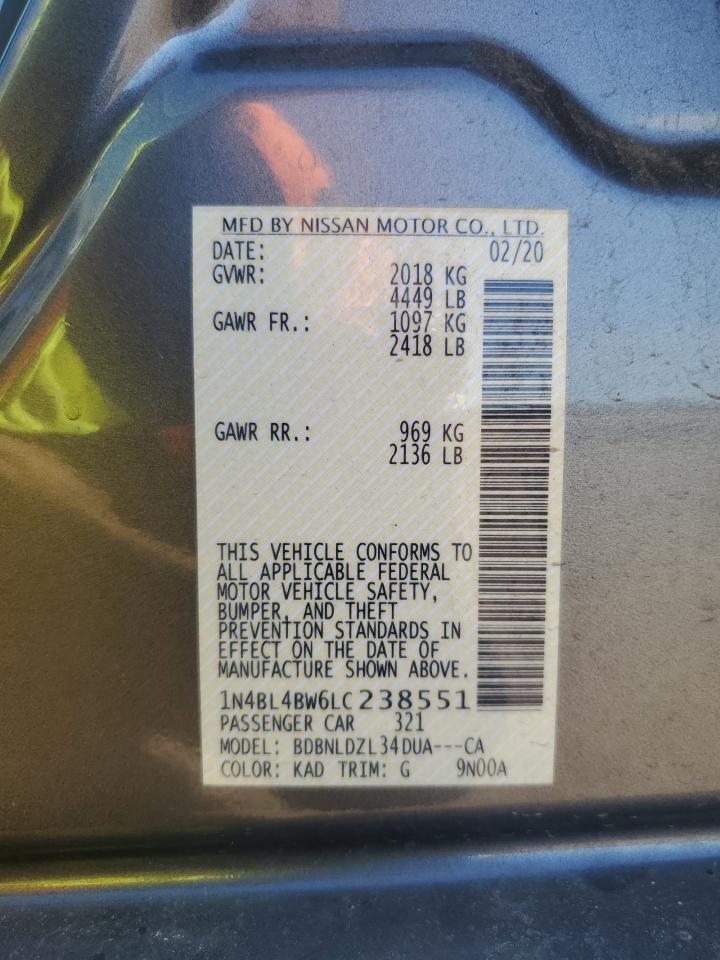 MFD BY NISSAN MOTOR CO., LTD.
DATE: 02/20
GVWR: 2018 KG
4449 LB
GAWR FR.: 1097 KG
2418 LB
GAWR RR.: 969 KG
2136 LB
THIS VEHICLE CONFORMS TO
ALL APPLICABLE FEDERAL
MOTOR VEHICLE SAFETY,
BUMPER, AND THEFT
PREVENTION STANDARDS IN
EFFECT ON THE DATE OF
MANUFACTURE SHOWN ABOVE.
1N4BL4BW6LC238551
PASSENGER CAR 321
MODEL: BDBNLDZL34DUA---CA
COLOR: KAD TRIM: G 9N00A